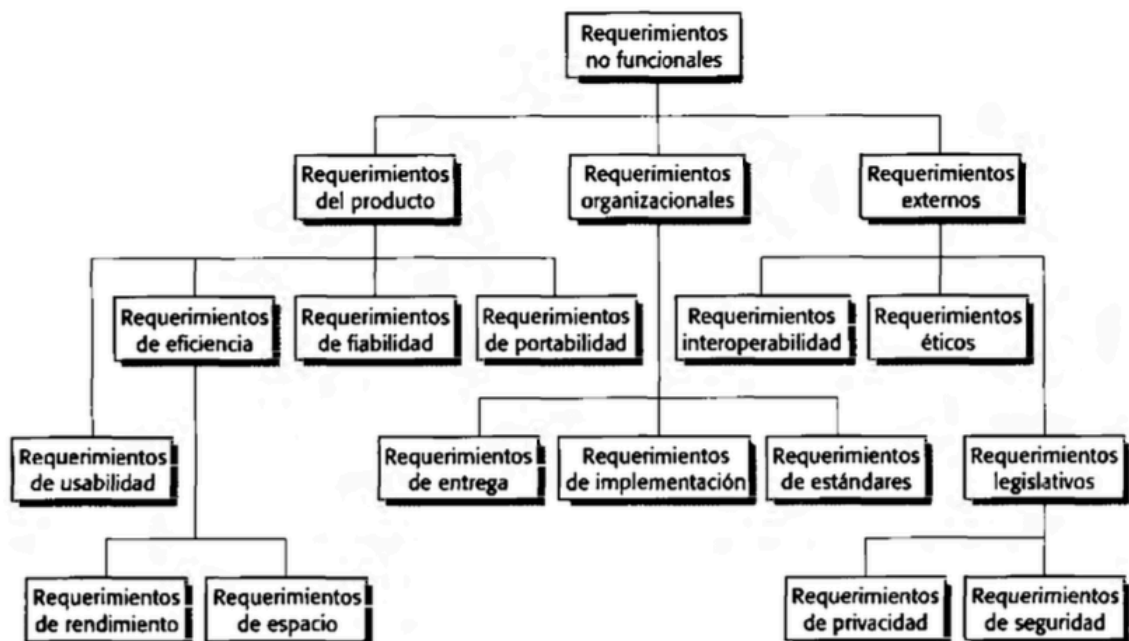 Requerimientos
no funcionales
Requerimientos
del producto
Requerimientos
organizacionales
Requerimientos
externos
Requerimientos
de eficiencia
Requerimientos
de fiabilidad
Requerimientos
de portabilidad
Requerimientos
interoperabilidad
Requerimientos
éticos
Requerimientos
de usabilidad
Requerimientos
de entrega
Requerimientos
de implementación
Requerimientos
de estándares
Requerimientos
legislativos
Requerimientos
de rendimiento
Requerimientos
de espacio
Requerimientos
de privacidad
Requerimientos
de seguridad